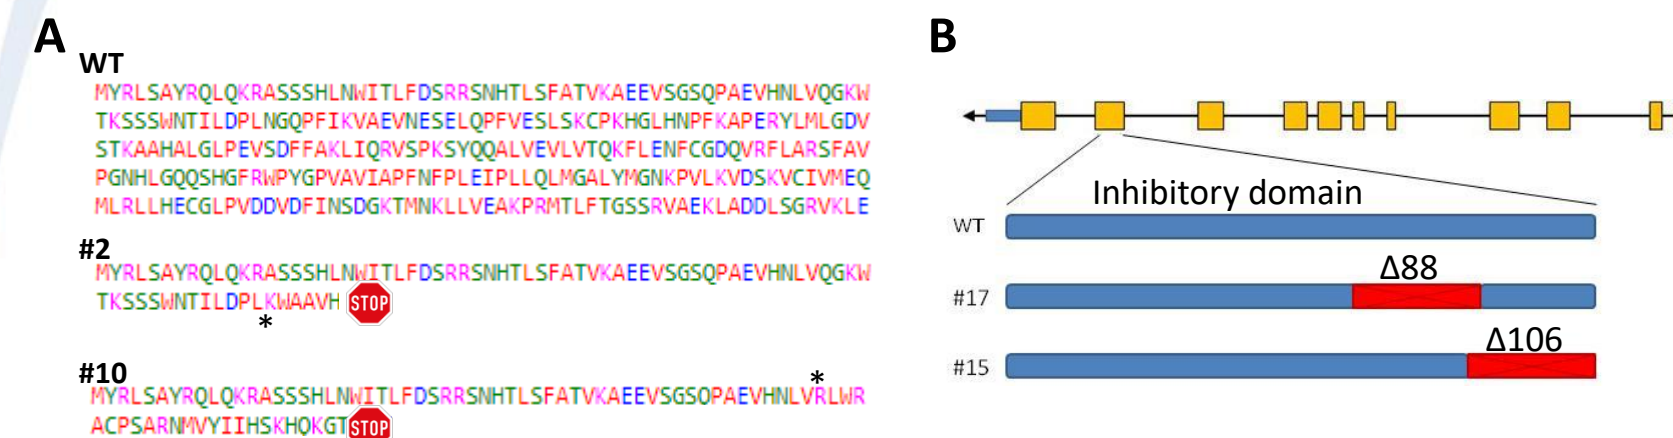 A
WT
MYRLSAYRQLQKRASSSHLNWITLFDSRRSNHTLSFATVKAEEVSGSQPAEVHNLVQGKW
TKSSSWNTILDPLNGQPFIKVAEVNESELQPFVESLSKCPKHGLHNPFKAPERYLMLGDV
STKAAHALGLPEVSDFFAKLIQRVSPKSYQQALVEVLVTQKFLENFCGDQVRFLARSFAV
PGNHLGQQSHGFRWPYGPVAVIAPFNFPLEIPLLQLMGALYMGNKPVLKVDSKVCIVMEQ
MLRLLHECGLPVDDVDFINSDGKTMNKLLVEAKPRMTLFTGSSRVAEKLADDLSGRVKLE
#2
MYRLSAYRQLQKRASSSHLNWITLFDSRRSNHTLSFATVKAEEVSGSQPAEVHNLVQGKW
TKSSSWNTILDPLKWAAVH STOP
*
#10
*
MYRLSAYRQLQKRASSSHLNWITLFDSRRSNHTLSFATVKAEEVSGSQPAEVHNLVRLWR
ACPSARNMVYIIHSKHQKGT STOP
B
Inhibitory domain
WT
Δ88
#17
Δ106
#15